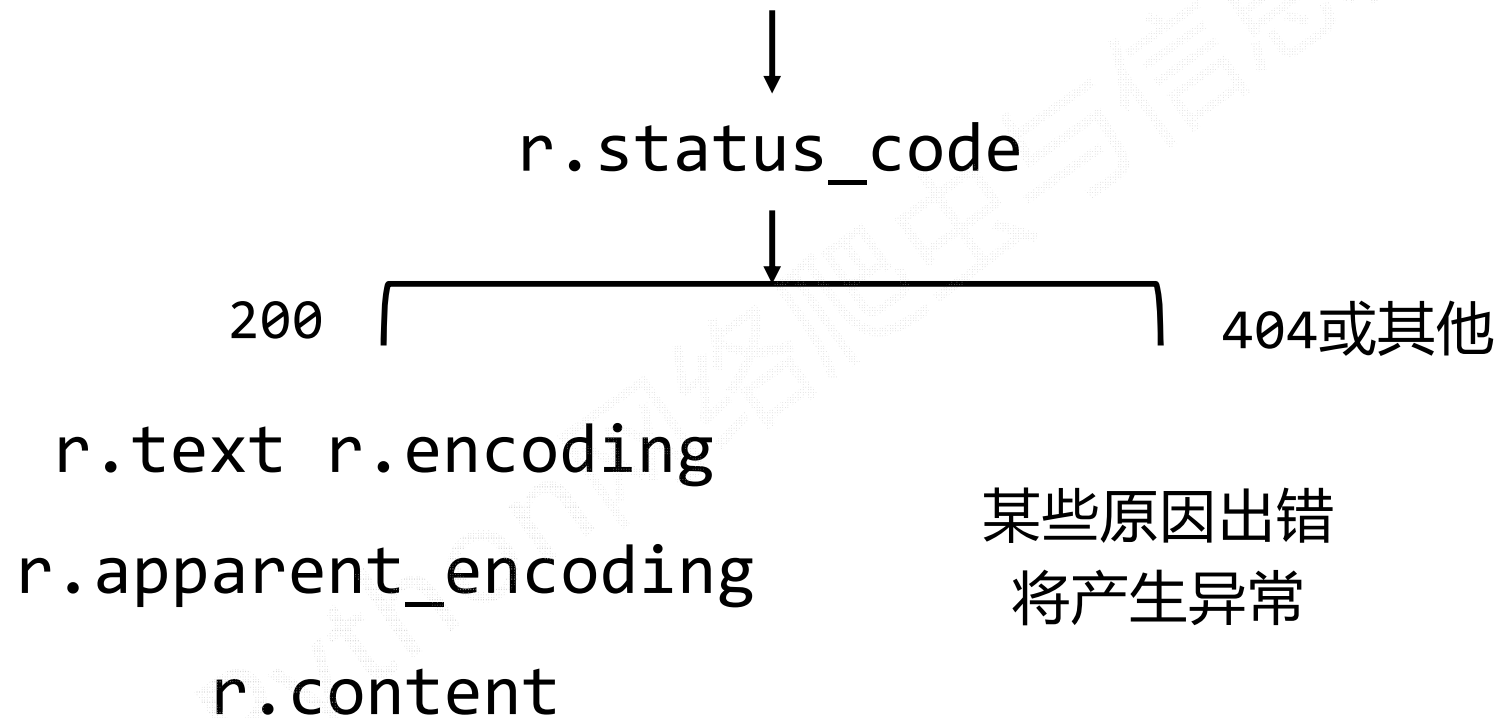 r.status_code
200
404或其他
r.text r.encoding
r.apparent_encoding
r.content
某些原因出错
将产生异常